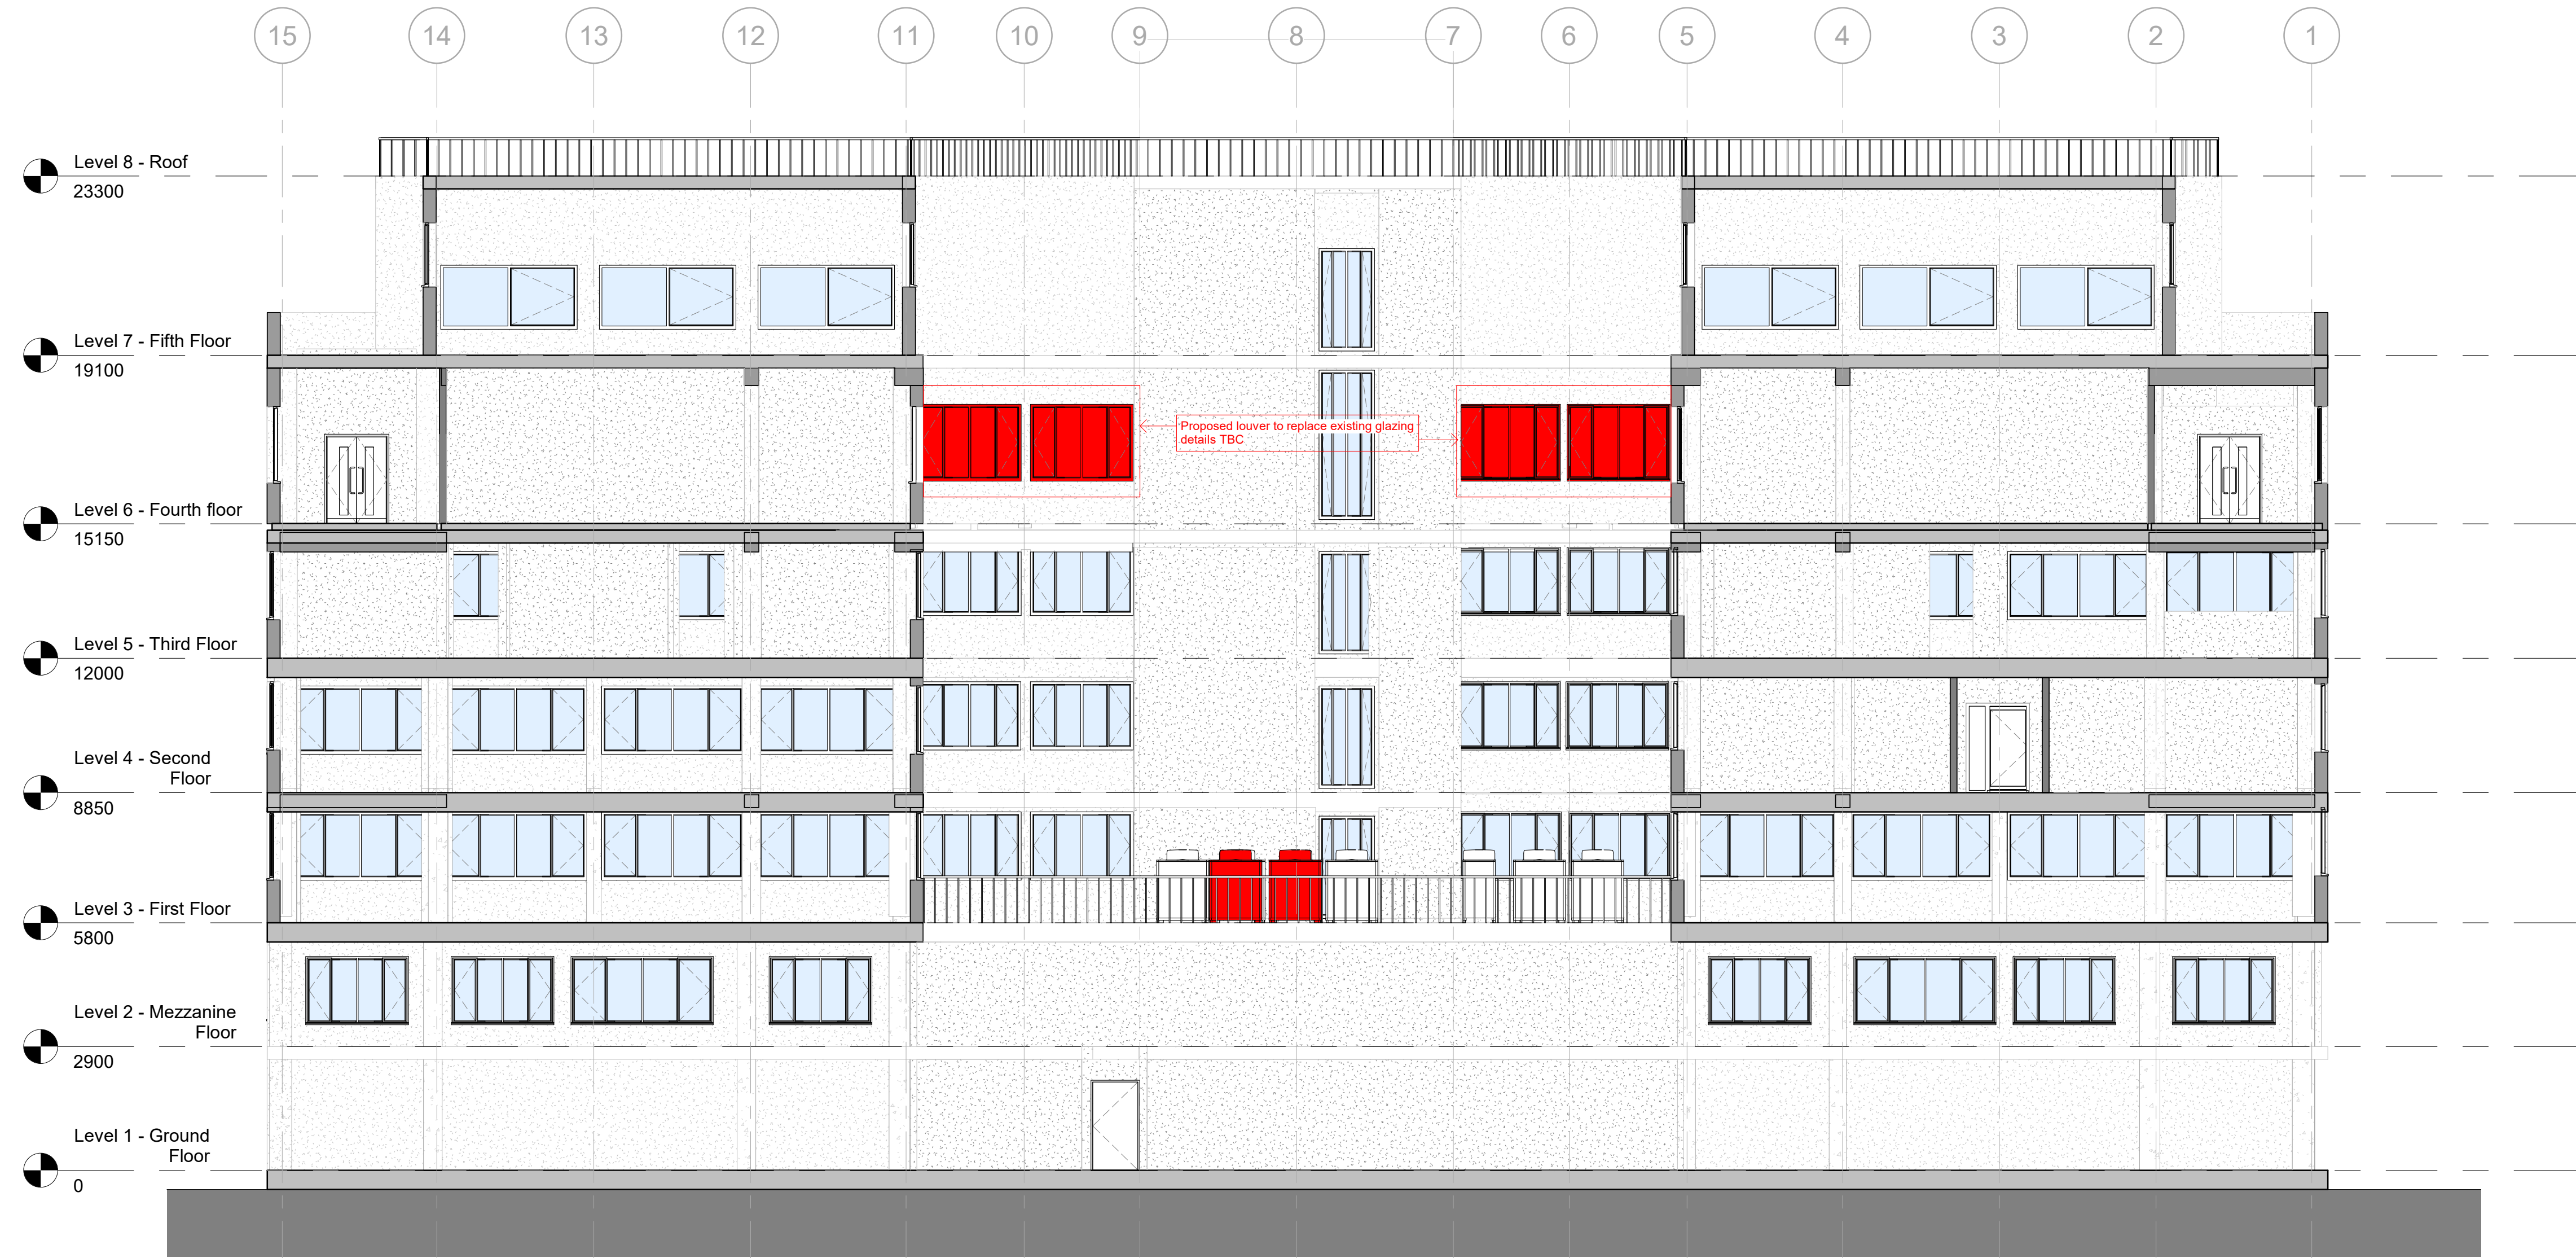 15 14 13 12 11 10 9 8 7 6 5 4 3 2 1
Level 8 - Roof
23300
Level 7 - Fifth Floor
19100
Proposed louver to replace existing glazing
details TBC
Level 6 - Fourth floor
15150
Level 5 - Third Floor
12000
Level 4 - Second
Floor
8850
Level 3 - First Floor
5800
Level 2 - Mezzanine
Floor
2900
Level 1 - Ground
Floor
0